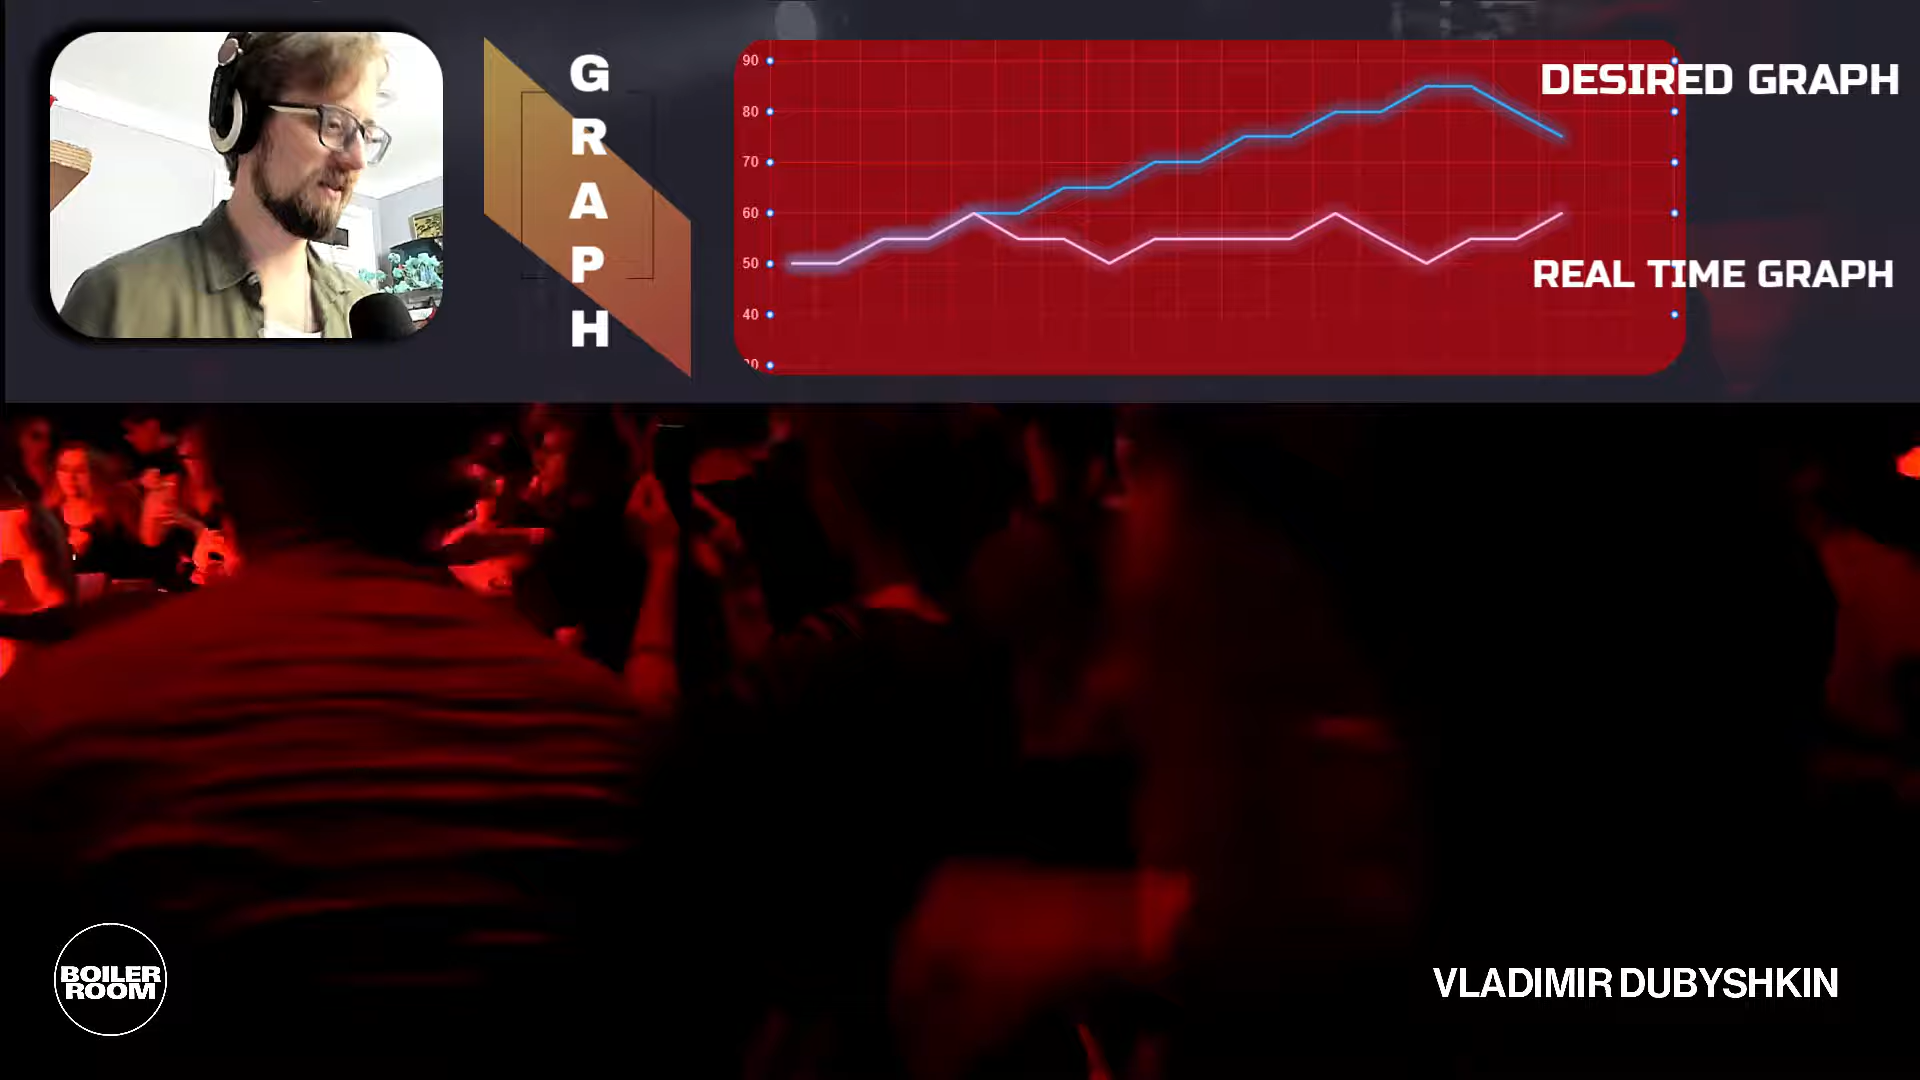 G
R
A
P
H
90
80
70
60
50
40
DESIRED GRAPH
REAL TIME GRAPH
BOILER
ROOM
VLADIMIR DUBYSHKIN